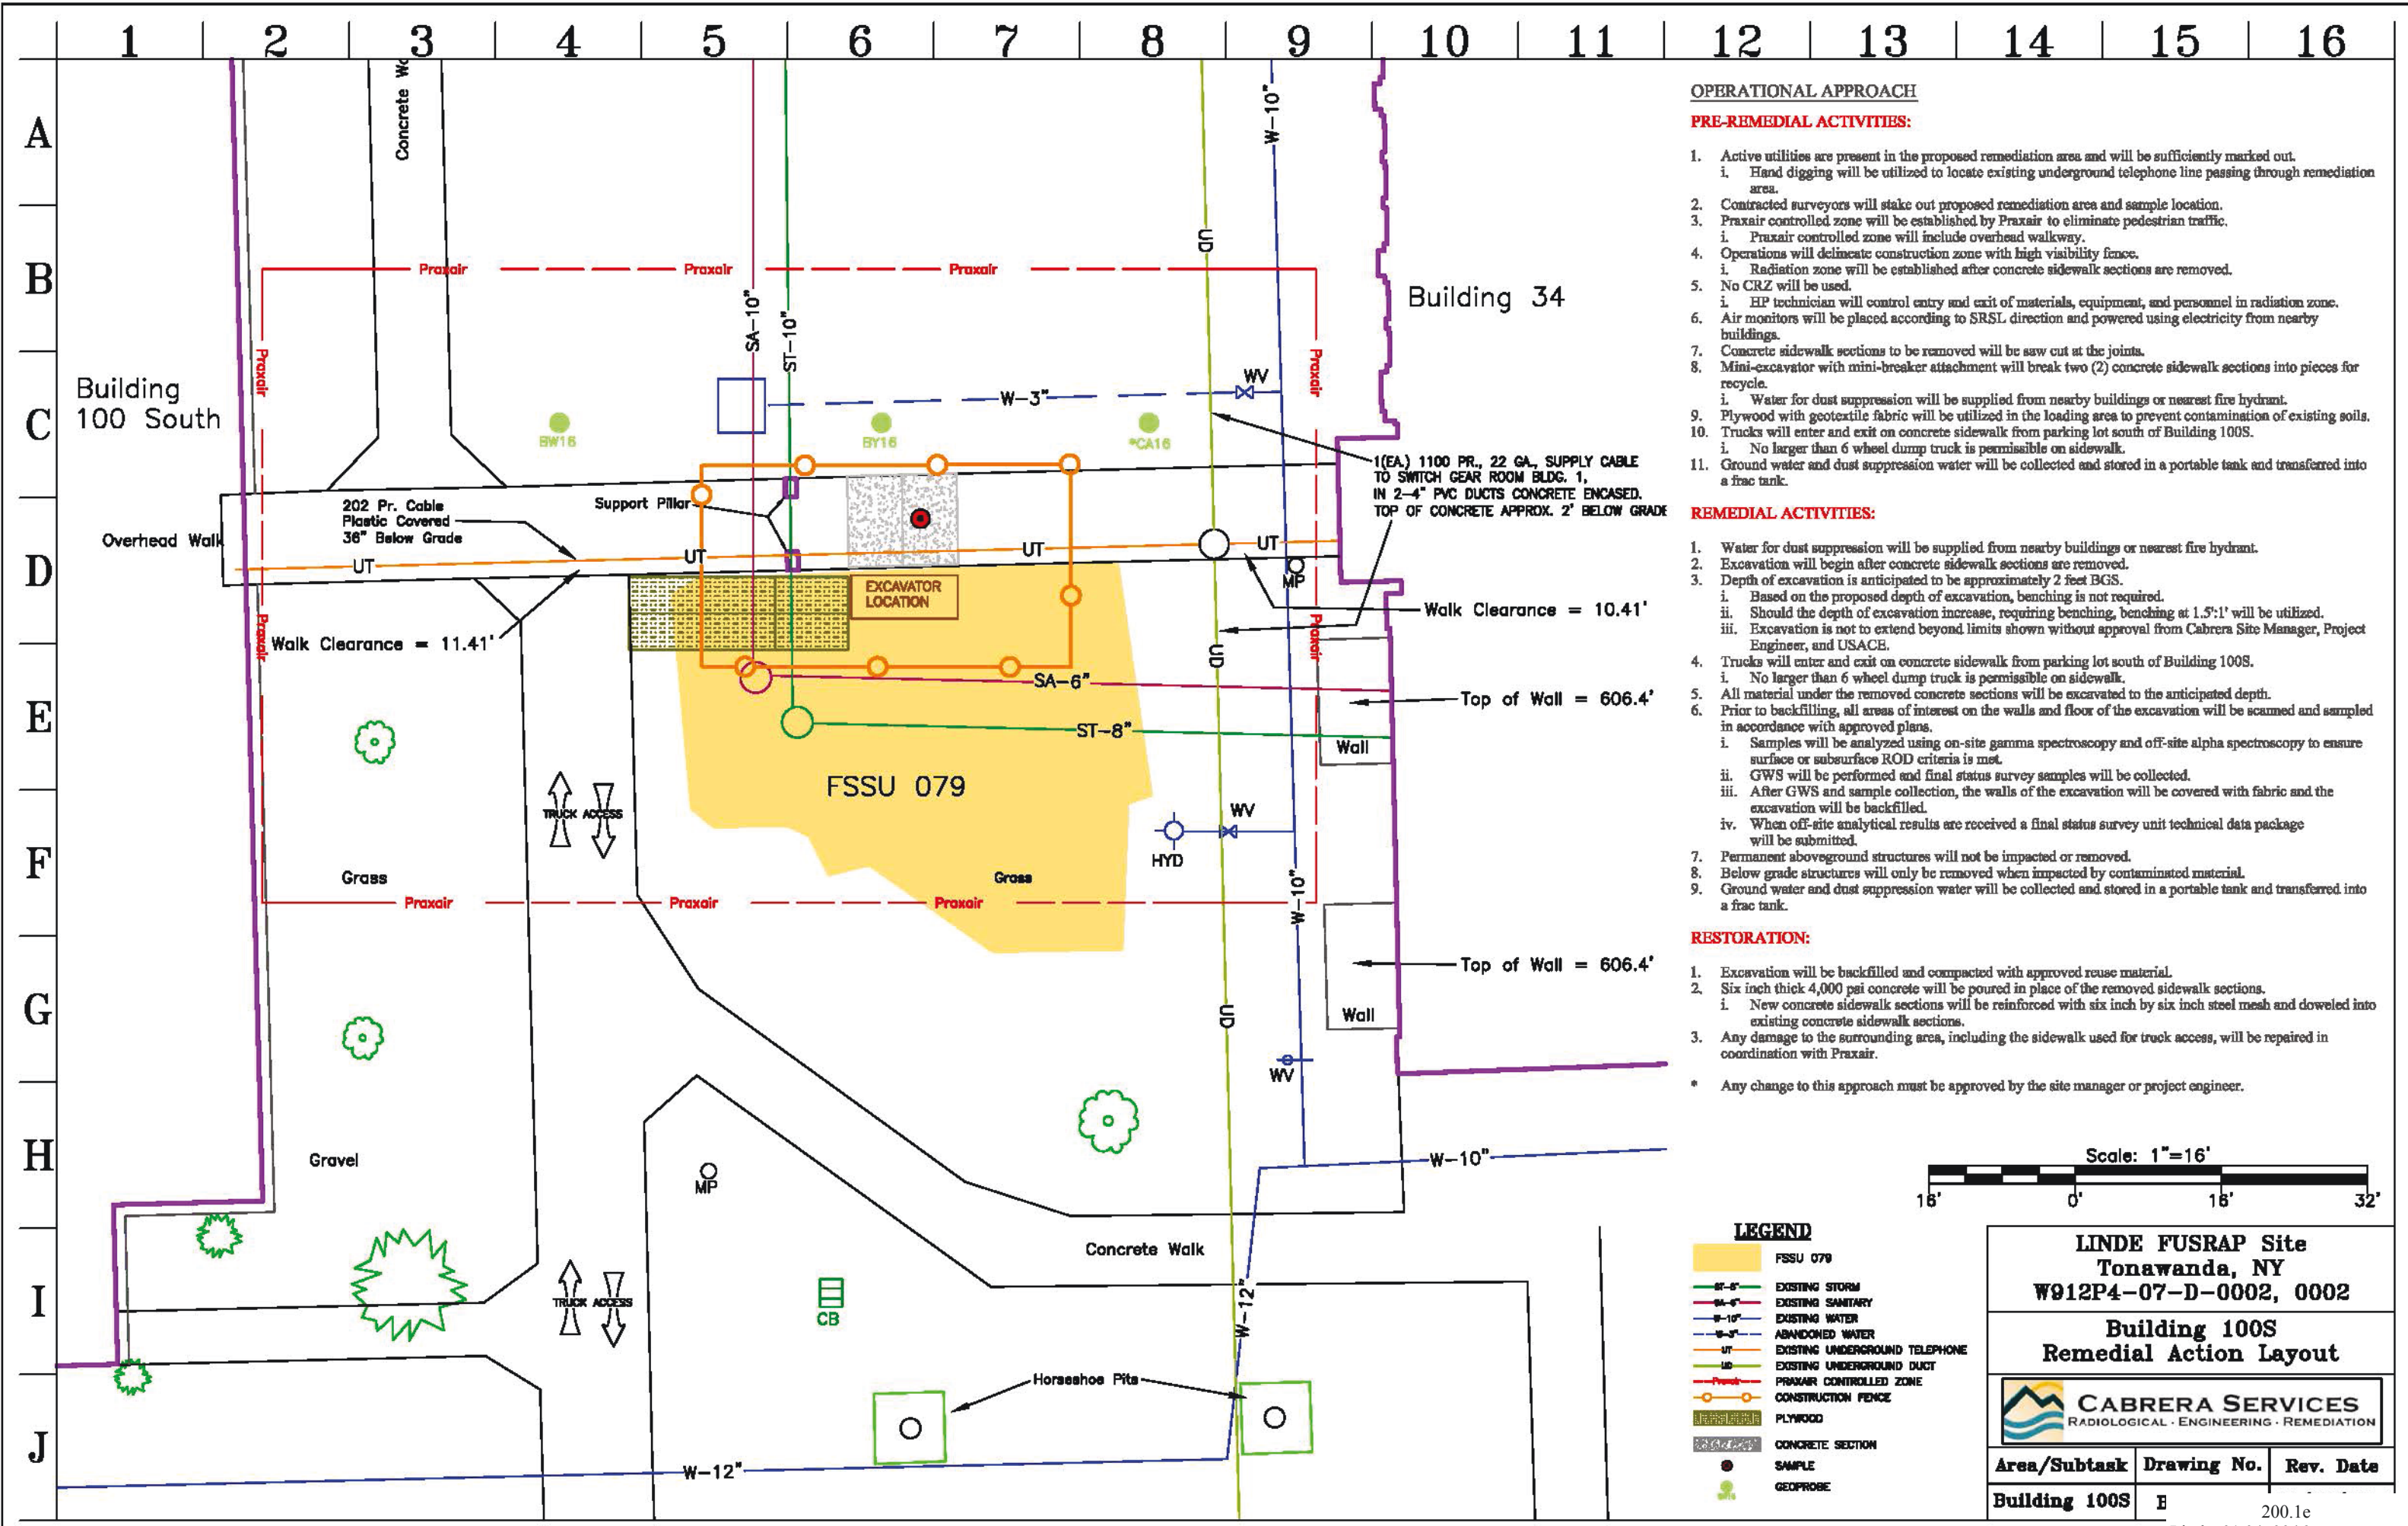 1 2 3 4 5 6 7 8 9 10 11 12 13 14 15 16
A
B
C
D
E
F
G
H
I
J
Concrete
W-10"
UD
Praxair Praxair Praxair
SA-10"
ST-10"
Building 34
Praxair
Praxair
Building
100 South
WV
W-3"
BW16
BY16
*CA16
1(EA.) 1100 PR., 22 GA., SUPPLY CABLE
TO SWITCH GEAR ROOM BLDG. 1,
IN 2-4" PVC DUCTS CONCRETE ENCASED.
TOP OF CONCRETE APPROX. 2' BELOW GRADE
202 Pr. Cable
Plastic Covered
36" Below Grade
Support Pillar
Overhead Walk
UT UT UT UT
MP
EXCAVATOR
LOCATION
Walk Clearance = 10.41'
Praxair
Praxair
Walk Clearance = 11.41'
UD
SA-6"
Top of Wall = 606.4'
ST-8"
Wall
FSSU 079
TRUCK ACCESS
WV
HYD
Grass
Grass
W-10"
Praxair Praxair Praxair
Top of Wall = 606.4'
UD
Wall
WV
Gravel
MP
W-10"
Concrete Walk
TRUCK ACCESS
CB
W-12"
Horseshoe Pits
W-12"
OPERATIONAL APPROACH
PRE-REMEDIAL ACTIVITIES:
1. Active utilities are present in the proposed remediation area and will be sufficiently marked out.
i. Hand digging will be utilized to locate existing underground telephone line passing through remediation
area.
2. Contracted surveyors will stake out proposed remediation area and sample location.
3. Praxair controlled zone will be established by Praxair to eliminate pedestrian traffic.
i. Praxair controlled zone will include overhead walkway.
4. Operations will delineate construction zone with high visibility fence.
i. Radiation zone will be established after concrete sidewalk sections are removed.
5. No CRZ will be used.
i. HP technician will control entry and exit of materials, equipment, and personnel in radiation zone.
6. Air monitors will be placed according to SRSL direction and powered using electricity from nearby
buildings.
7. Concrete sidewalk sections to be removed will be saw cut at the joints.
8. Mini-excavator with mini-breaker attachment will break two (2) concrete sidewalk sections into pieces for
recycle.
i. Water for dust suppression will be supplied from nearby buildings or nearest fire hydrant.
9. Plywood with geotextile fabric will be utilized in the loading area to prevent contamination of existing soils.
10. Trucks will enter and exit on concrete sidewalk from parking lot south of Building 100S.
i. No larger than 6 wheel dump truck is permissible on sidewalk.
11. Ground water and dust suppression water will be collected and stored in a portable tank and transferred into
a frac tank.
REMEDIAL ACTIVITIES:
1. Water for dust suppression will be supplied from nearby buildings or nearest fire hydrant.
2. Excavation will begin after concrete sidewalk sections are removed.
3. Depth of excavation is anticipated to be approximately 2 feet BGS.
i. Based on the proposed depth of excavation, benching is not required.
ii. Should the depth of excavation increase, requiring benching, benching at 1.5':1' will be utilized.
iii. Excavation is not to extend beyond limits shown without approval from Cabrera Site Manager, Project
Engineer, and USACE.
4. Trucks will enter and exit on concrete sidewalk from parking lot south of Building 100S.
i. No larger than 6 wheel dump truck is permissible on sidewalk.
5. All material under the removed concrete sections will be excavated to the anticipated depth.
6. Prior to backfilling, all areas of interest on the walls and floor of the excavation will be scanned and sampled
in accordance with approved plans.
i. Samples will be analyzed using on-site gamma spectroscopy and off-site alpha spectroscopy to ensure
surface or subsurface ROD criteria is met.
ii. GWS will be performed and final status survey samples will be collected.
iii. After GWS and sample collection, the walls of the excavation will be covered with fabric and the
excavation will be backfilled.
iv. When off-site analytical results are received a final status survey unit technical data package
will be submitted.
7. Permanent aboveground structures will not be impacted or removed.
8. Below grade structures will only be removed when impacted by contaminated material.
9. Ground water and dust suppression water will be collected and stored in a portable tank and transferred into
a frac tank.
RESTORATION:
1. Excavation will be backfilled and compacted with approved reuse material.
2. Six inch thick 4,000 psi concrete will be poured in place of the removed sidewalk sections.
i. New concrete sidewalk sections will be reinforced with six inch by six inch steel mesh and doweled into
existing concrete sidewalk sections.
3. Any damage to the surrounding area, including the sidewalk used for truck access, will be repaired in
coordination with Praxair.
* Any change to this approach must be approved by the site manager or project engineer.
Scale: 1"=16'
16' 0' 16' 32'
LEGEND
FSSU 079
ST-8" EXISTING STORM
SA-6" EXISTING SANITARY
W-10" EXISTING WATER
W-3" ABANDONED WATER
UT EXISTING UNDERGROUND TELEPHONE
UD EXISTING UNDERGROUND DUCT
Praxair PRAXAIR CONTROLLED ZONE
CONSTRUCTION FENCE
PLYWOOD
CONCRETE SECTION
SAMPLE
GEOPROBE
LINDE FUSRAP Site
Tonawanda, NY
W912P4-07-D-0002, 0002
Building 100S
Remedial Action Layout
CABRERA SERVICES
RADIOLOGICAL · ENGINEERING · REMEDIATION
Area/Subtask Drawing No. Rev. Date
Building 100S
200.1e